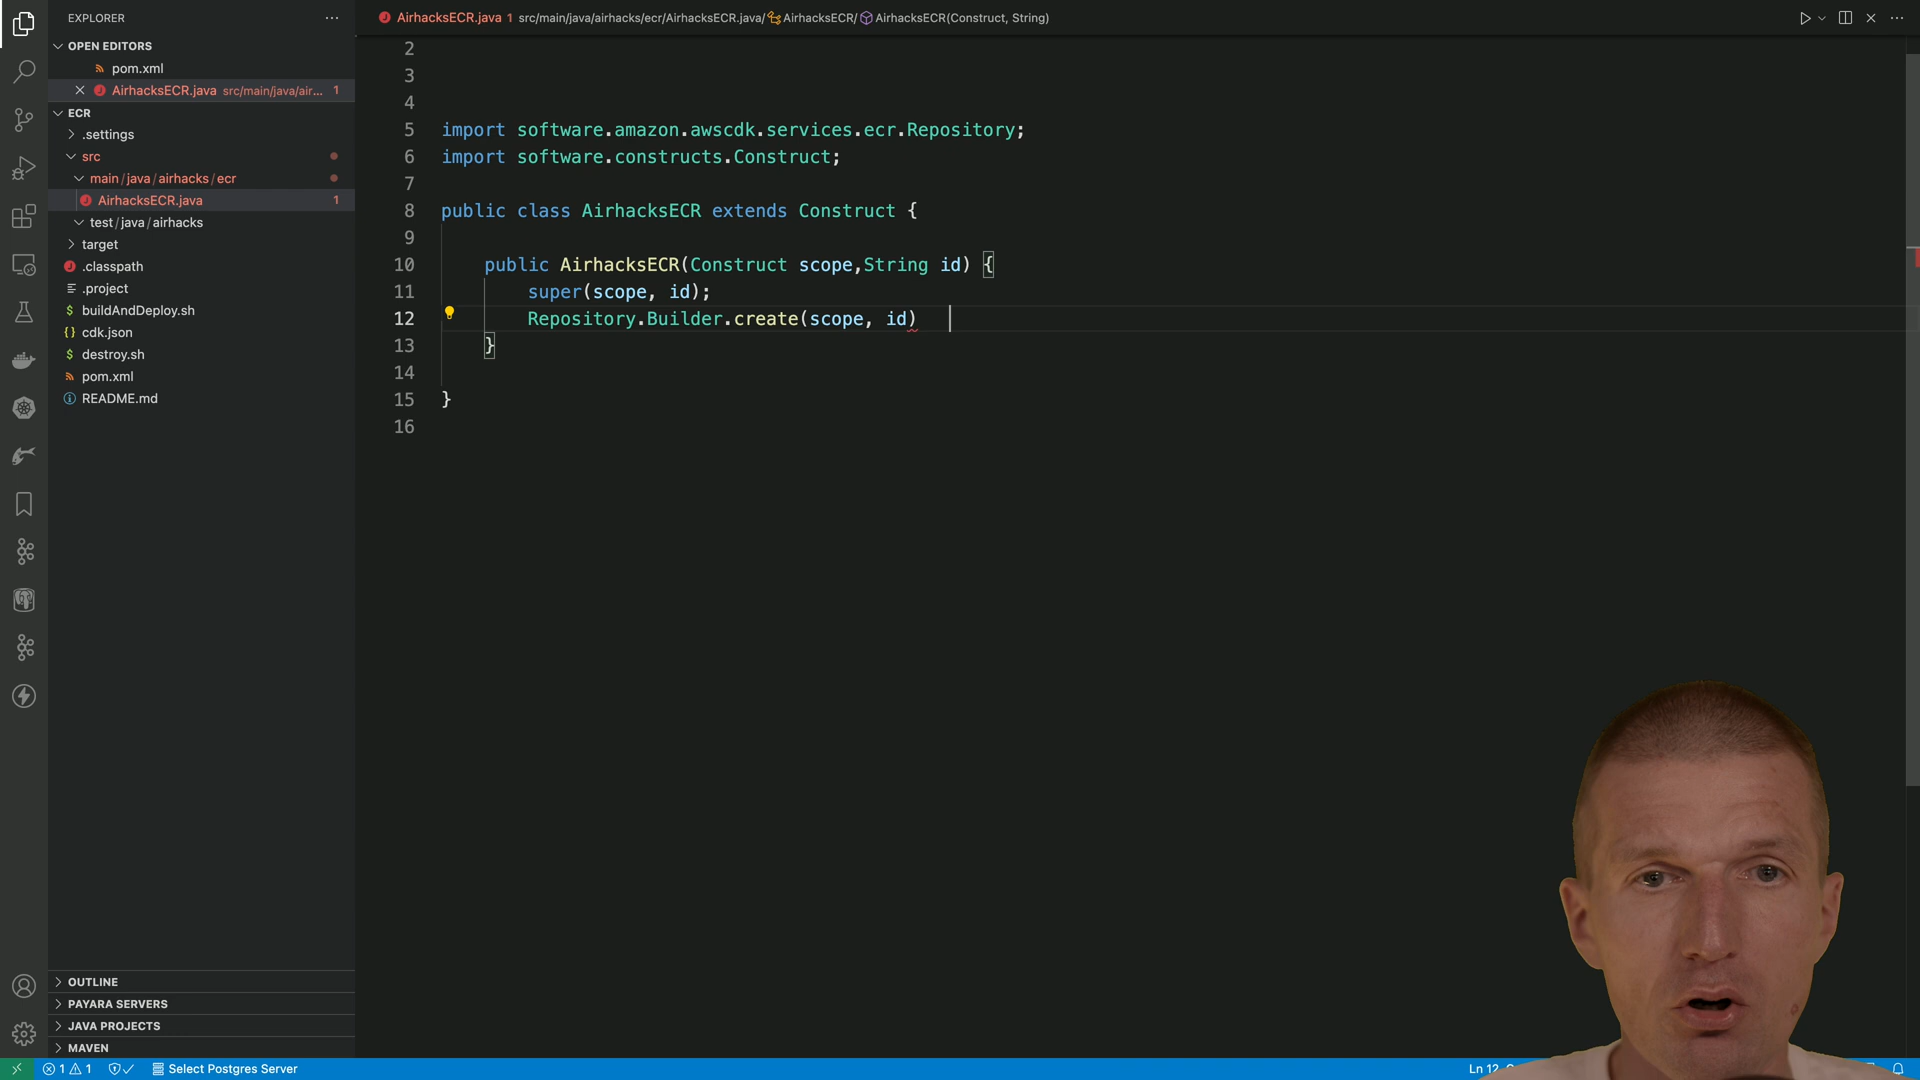 EXPLORER
OPEN EDITORS
pom.xml
AirhacksECR.java src/main/java/air... 1
ECR
.settings
src
main/java/airhacks/ecr
AirhacksECR.java 1
test/java/airhacks
target
.classpath
.project
$ buildAndDeploy.sh
{} cdk.json
$ destroy.sh
pom.xml
README.md
OUTLINE
PAYARA SERVERS
JAVA PROJECTS
MAVEN
AirhacksECR.java 1 src/main/java/airhacks/ecr/AirhacksECR.java/ AirhacksECR/ AirhacksECR(Construct, String)
2
3
4
5 import software.amazon.awscdk.services.ecr.Repository;
6 import software.constructs.Construct;
7
8 public class AirhacksECR extends Construct {
9
10 public AirhacksECR(Construct scope,String id) {
11 super(scope, id);
12 Repository.Builder.create(scope, id)
13 }
14
15 }
16
1 1 Select Postgres Server
Ln 12,